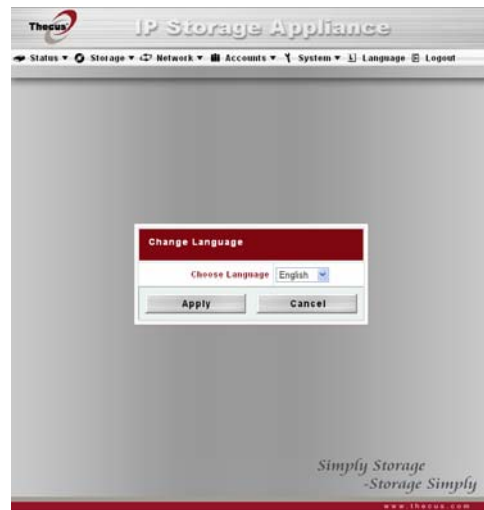 Thecus
IP Storage Appliance
Status Storage Network Accounts System Language Logout
Change Language
Choose Language English
Apply Cancel
Simply Storage
-Storage Simply
www.thecus.com